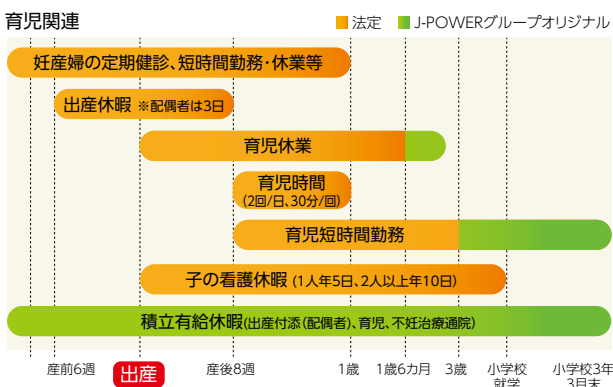 育児関連
法定 J-POWERグループオリジナル
妊産婦の定期健診、短時間勤務・休業等
出産休暇 ※配偶者は3日
育児休業
育児時間
(2回/日、30分/回)
育児短時間勤務
子の看護休暇 (1人年5日、2人以上年10日)
積立有給休暇(出産付添(配偶者)、育児、不妊治療通院)
産前6週
出産
産後8週
1歳
1歳6カ月
3歳
小学校
就学
小学校3年
3月末